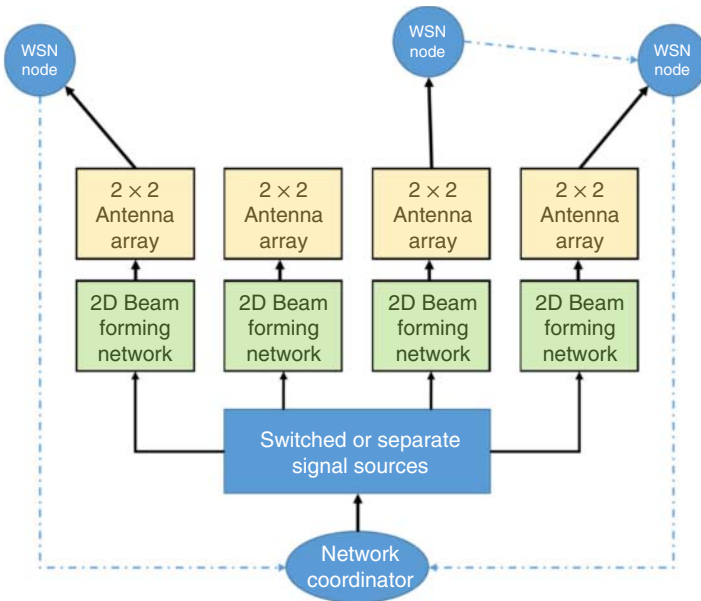 WSN
node
WSN
node
WSN
node
2 × 2
Antenna
array
2 × 2
Antenna
array
2 × 2
Antenna
array
2 × 2
Antenna
array
2D Beam
forming
network
2D Beam
forming
network
2D Beam
forming
network
2D Beam
forming
network
Switched or separate
signal sources
Network
coordinator